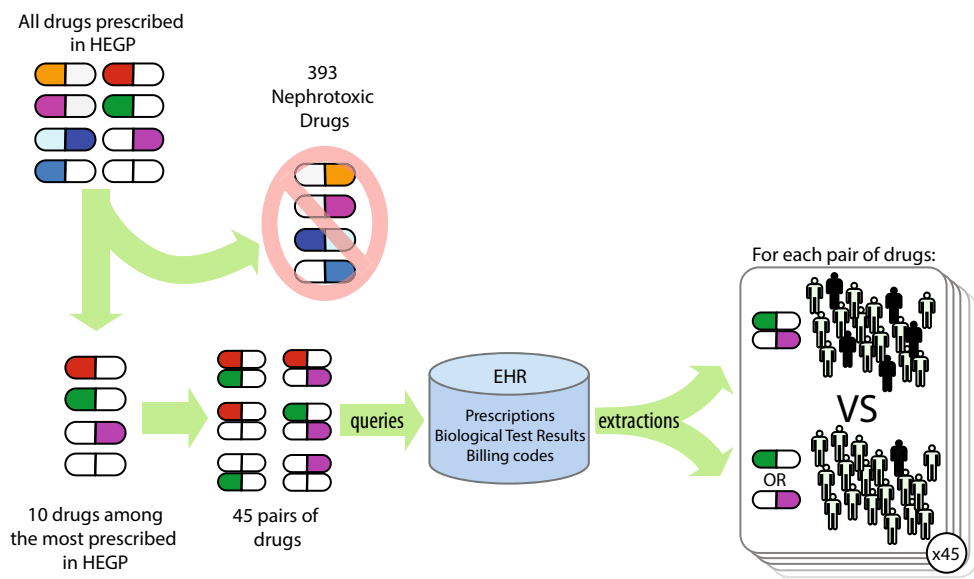 All drugs prescribed
in HEGP
393
Nephrotoxic
Drugs
10 drugs among
the most prescribed
in HEGP
45 pairs of
drugs
queries
EHR
Prescriptions
Biological Test Results
Billing codes
extractions
For each pair of drugs:
VS
OR
x45